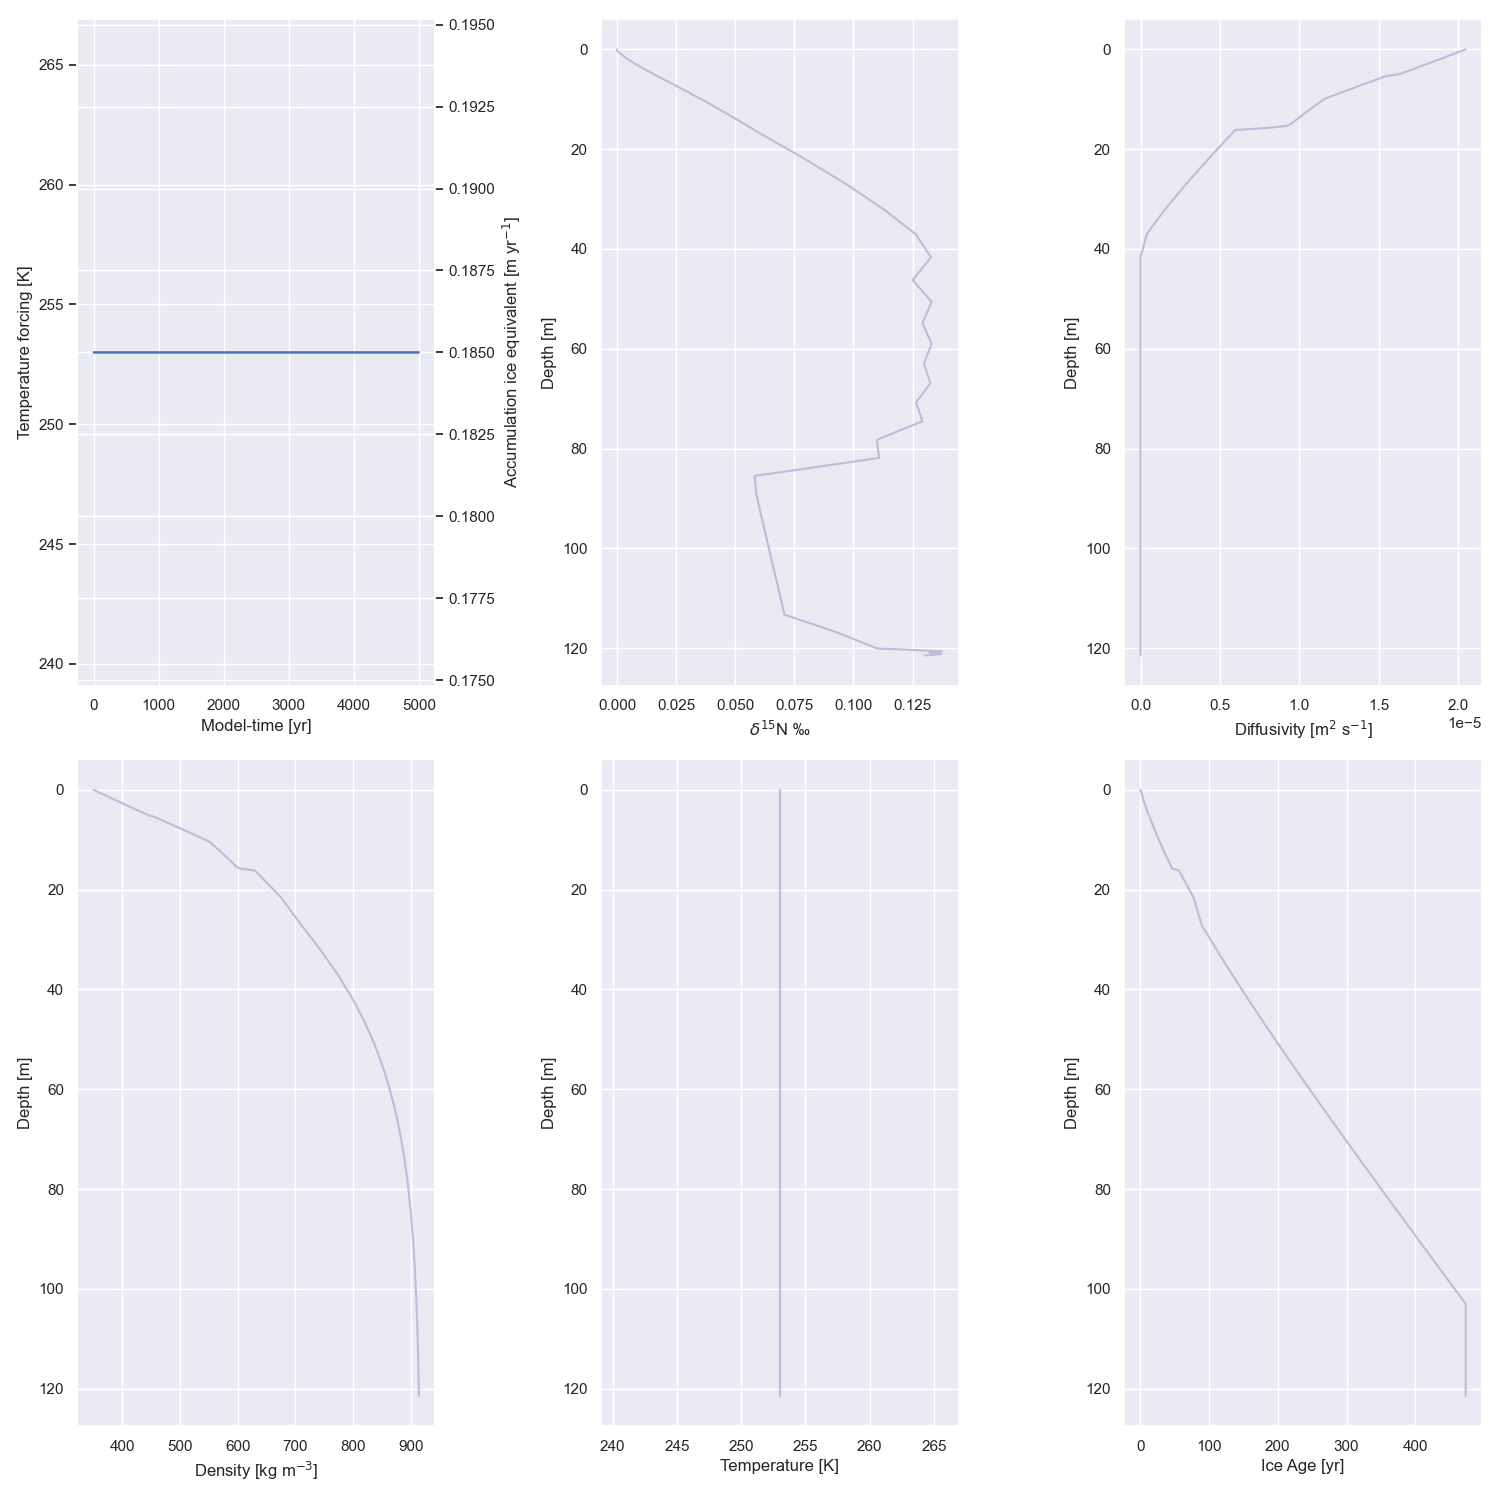 265
260
255
250
245
240
Temperature forcing [K]
0 1000 2000 3000 4000 5000
Model-time [yr]
0.1950
0.1925
0.1900
0.1875
0.1850
0.1825
0.1800
0.1775
0.1750
Accumulation ice equivalent [m yr⁻¹]
0
20
40
60
80
100
120
Depth [m]
0.000 0.025 0.050 0.075 0.100 0.125
δ¹⁵N ‰
0
20
40
60
80
100
120
Depth [m]
0.0 0.5 1.0 1.5 2.0
1e−5
Diffusivity [m² s⁻¹]
0
20
40
60
80
100
120
Depth [m]
400 500 600 700 800 900
Density [kg m⁻³]
0
20
40
60
80
100
120
Depth [m]
240 245 250 255 260 265
Temperature [K]
0
20
40
60
80
100
120
Depth [m]
0 100 200 300 400
Ice Age [yr]